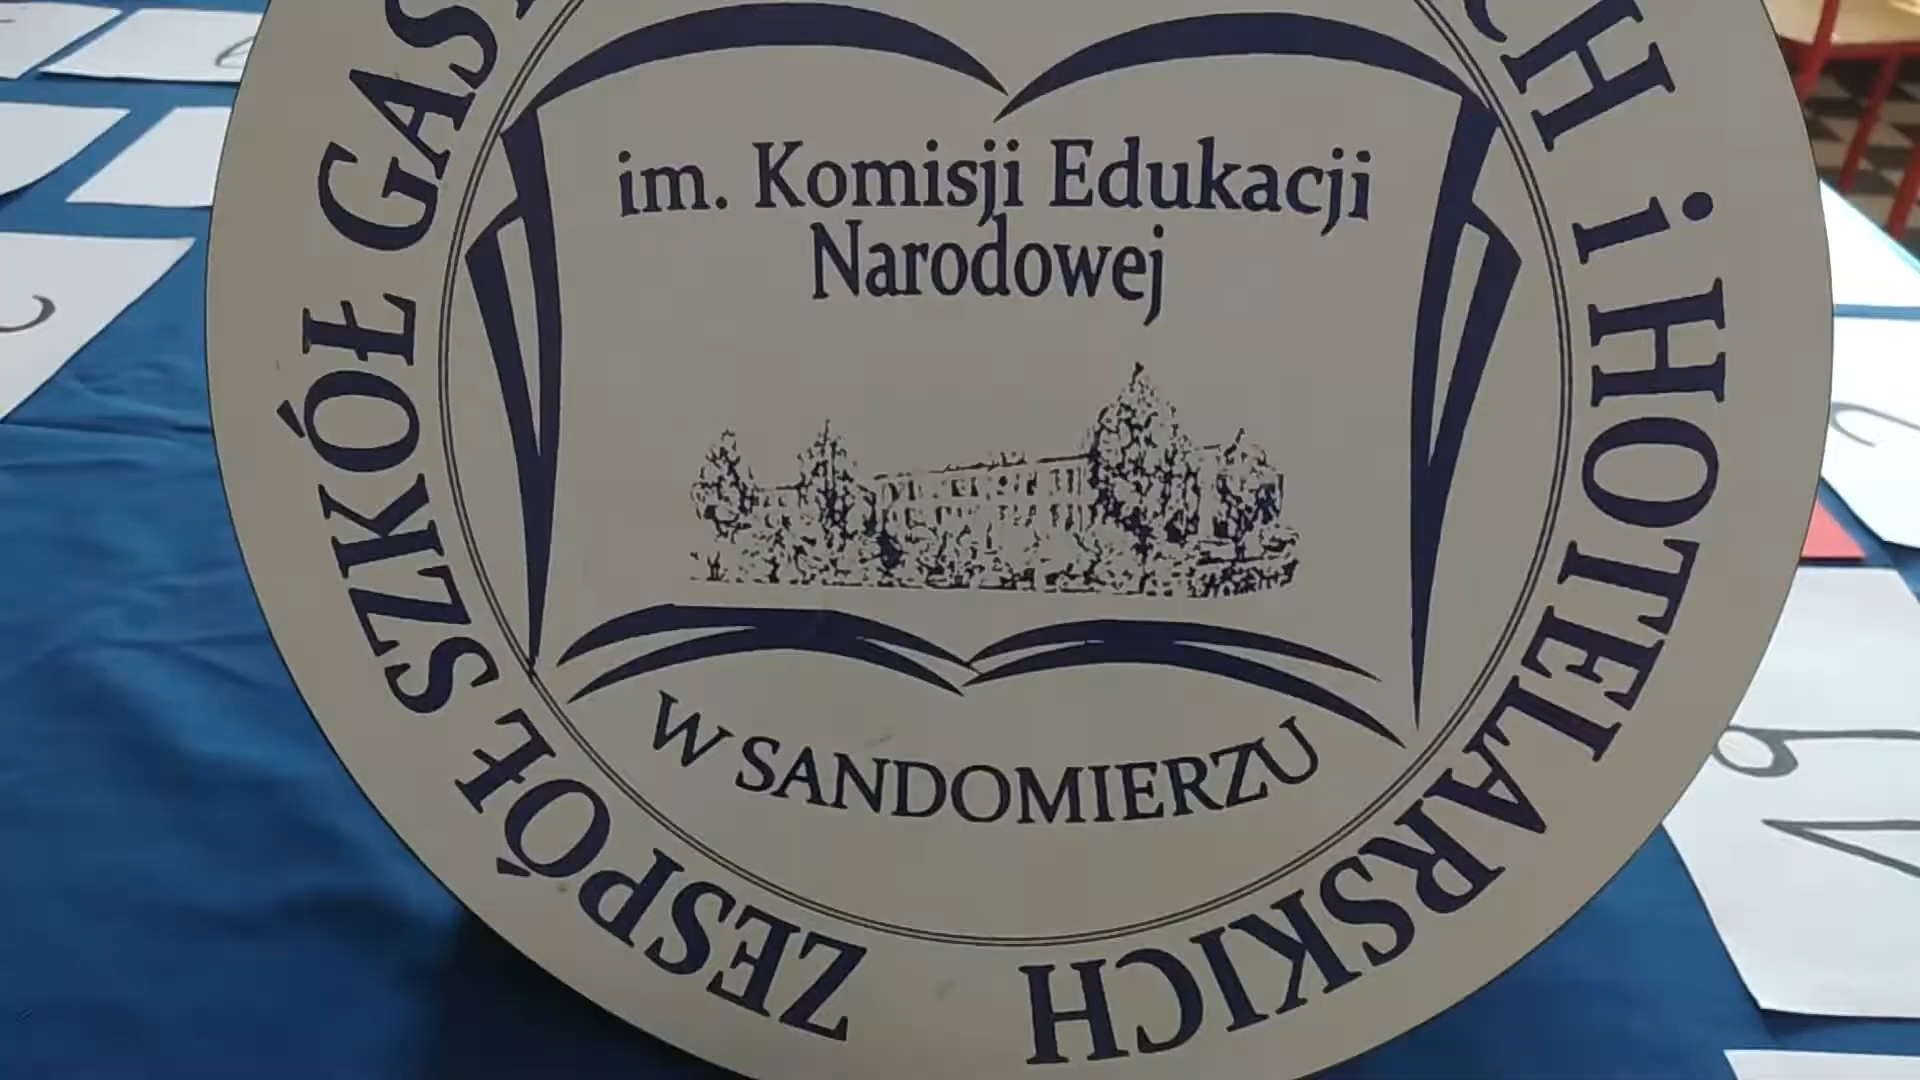 ZESPÓŁ SZKÓŁ GAS
CH i HOTELARSKICH
im. Komisji Edukacji
Narodowej
W SANDOMIERZU